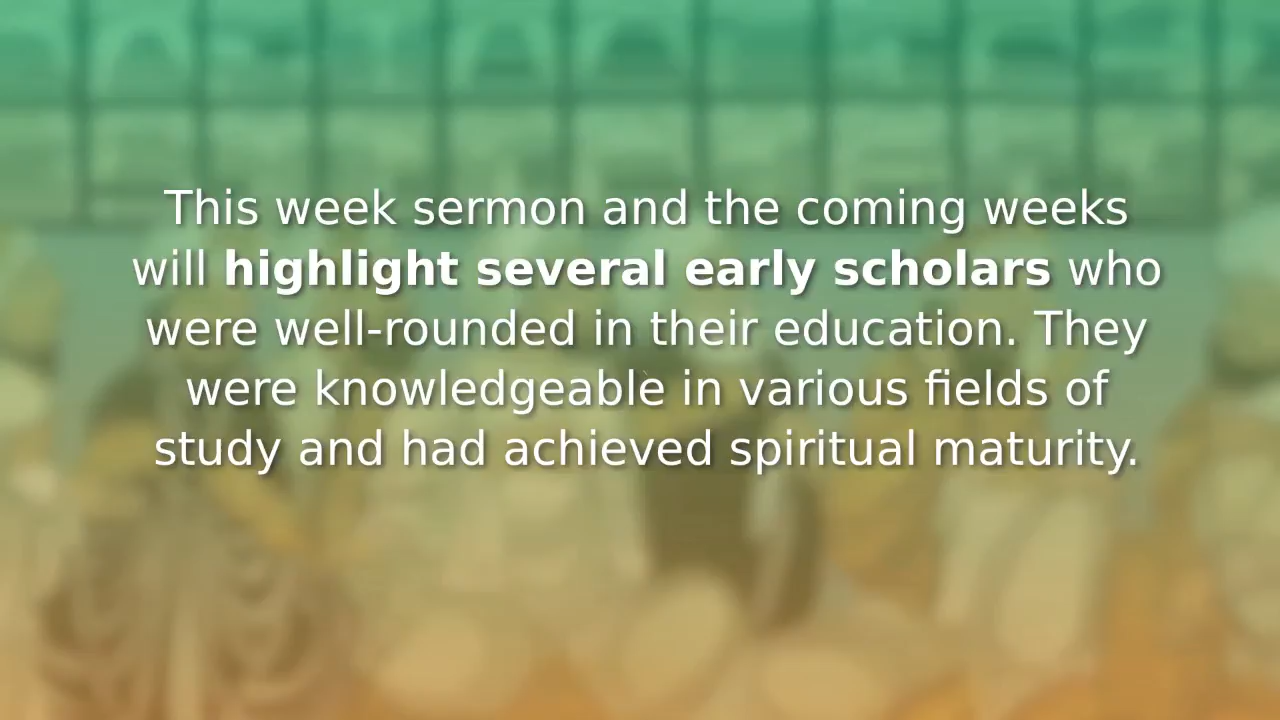 This week sermon and the coming weeks
will highlight several early scholars who
were well-rounded in their education. They
were knowledgeable in various fields of
study and had achieved spiritual maturity.